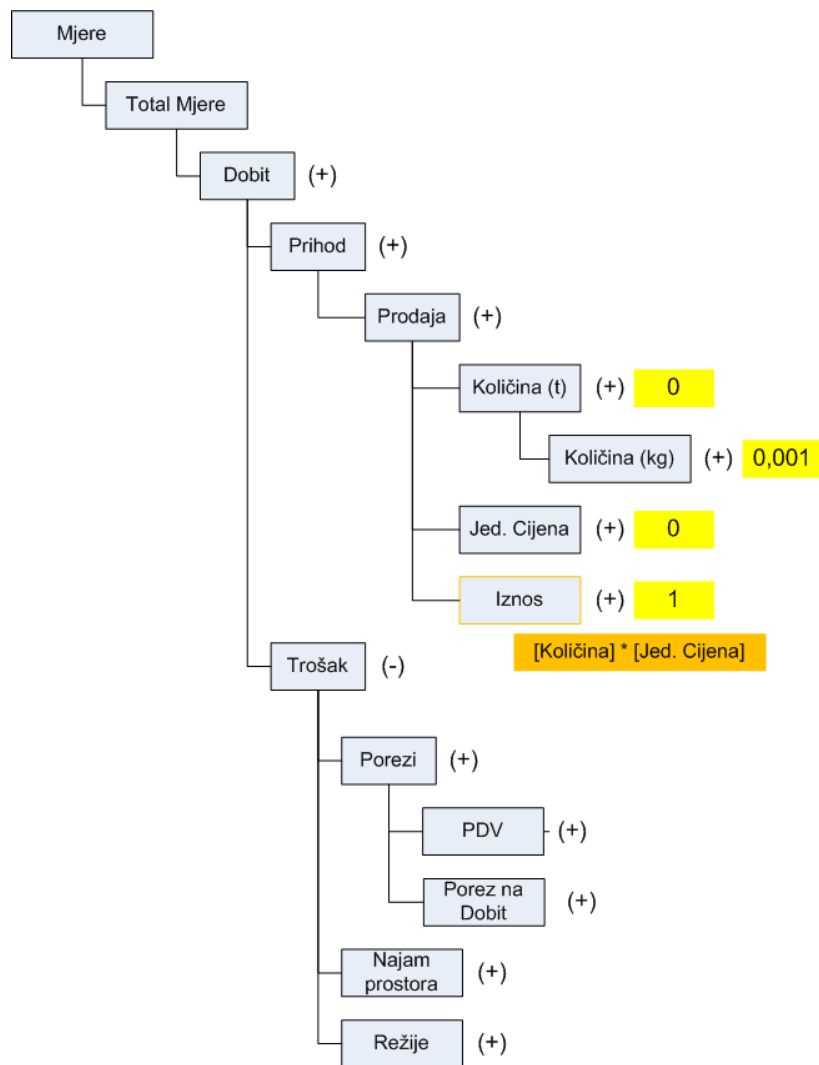 Mjere
Total Mjere
Dobit (+)
Prihod (+)
Prodaja (+)
Količina (t) (+) 0
Količina (kg) (+) 0,001
Jed. Cijena (+) 0
Iznos (+) 1
[Količina] * [Jed. Cijena]
Trošak (-)
Porezi (+)
PDV (+)
Porez na
Dobit (+)
Najam
prostora (+)
Režije (+)